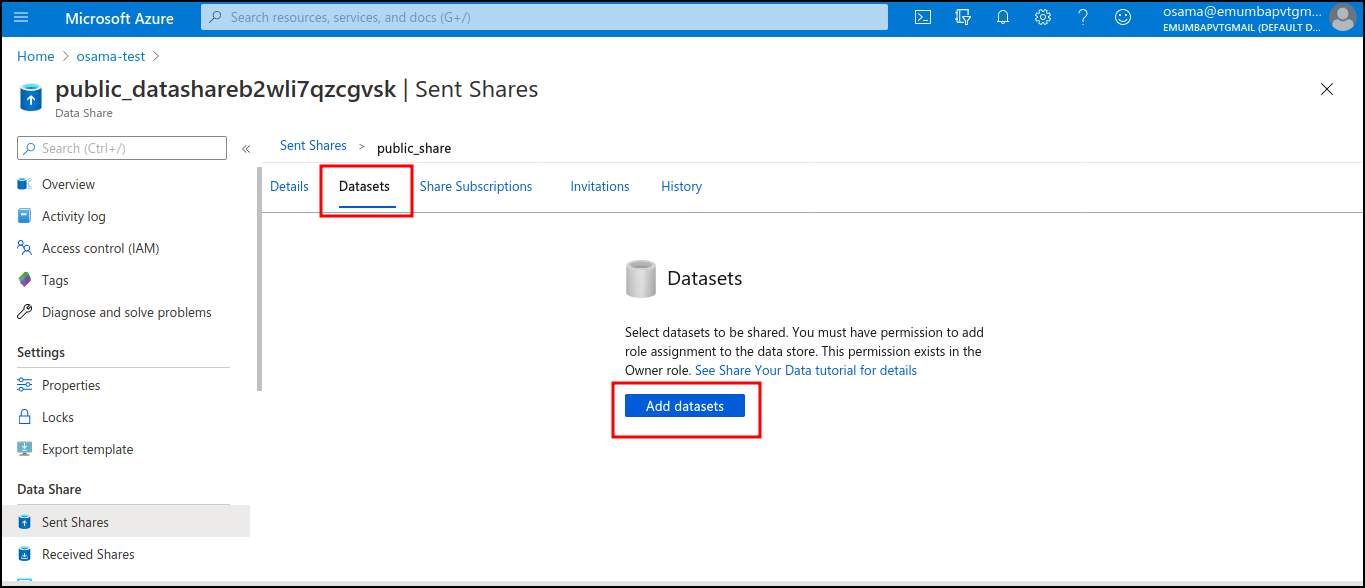 Microsoft Azure
Search resources, services, and docs (G+/)
osama@emumbapvtgm...
EMUMBAPVTGMAIL (DEFAULT D...
Home > osama-test >
public_datashareb2wli7qzcgvsk | Sent Shares
Data Share
Search (Ctrl+/)
«
Overview
Activity log
Access control (IAM)
Tags
Diagnose and solve problems
Settings
Properties
Locks
Export template
Data Share
Sent Shares
Received Shares
Sent Shares > public_share
Details Datasets Share Subscriptions Invitations History
Datasets
Select datasets to be shared. You must have permission to add
role assignment to the data store. This permission exists in the
Owner role. See Share Your Data tutorial for details
Add datasets